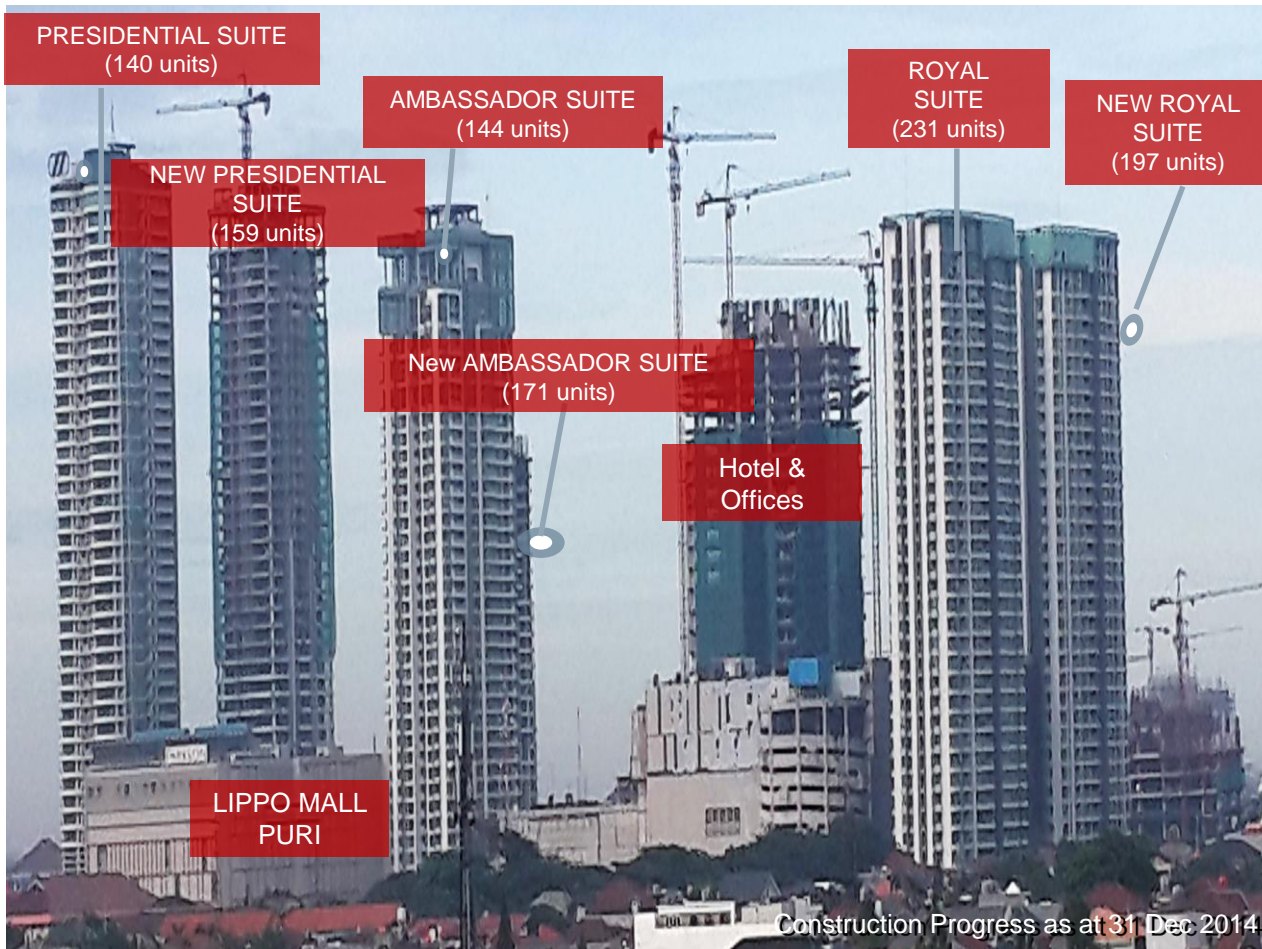 PRESIDENTIAL SUITE
(140 units)
NEW PRESIDENTIAL
SUITE
(159 units)
AMBASSADOR SUITE
(144 units)
New AMBASSADOR SUITE
(171 units)
Hotel &
Offices
ROYAL
SUITE
(231 units)
NEW ROYAL
SUITE
(197 units)
LIPPO MALL
PURI
Construction Progress as at 31 Dec 2014